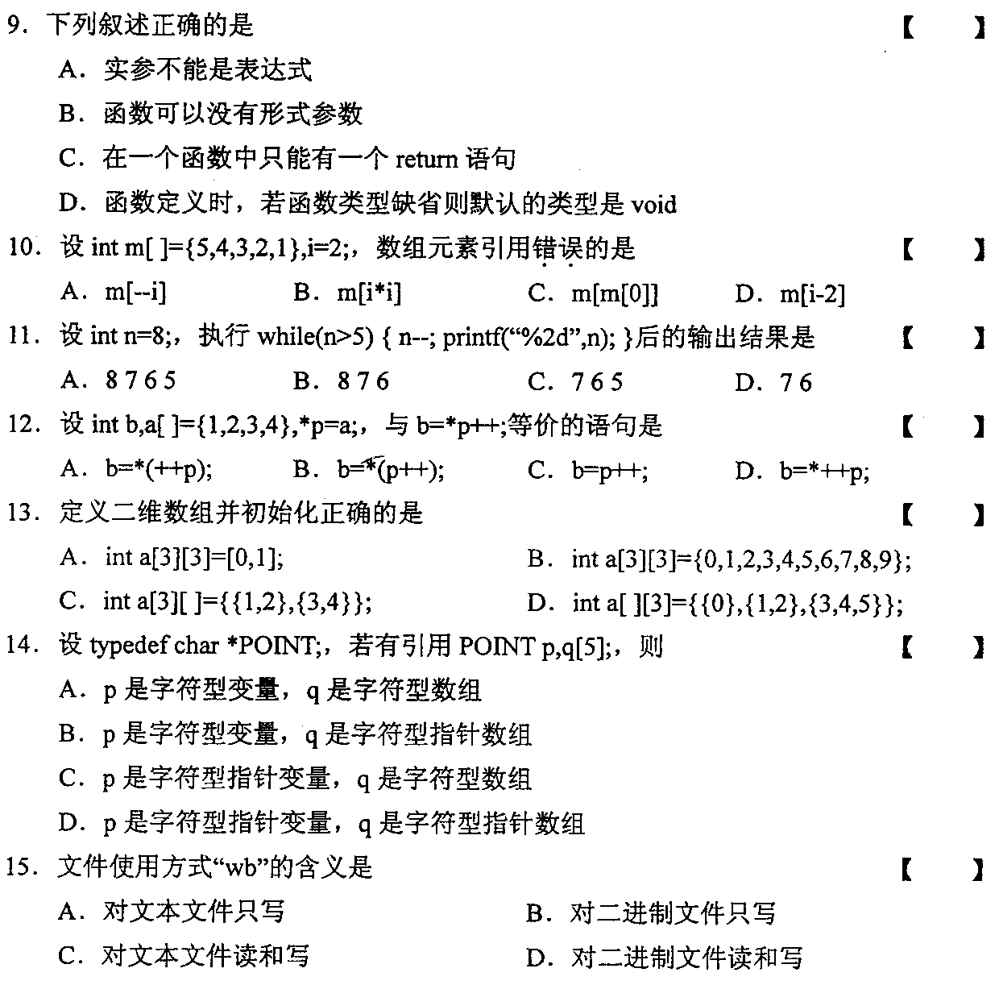 9．下列叙述正确的是 【 】
A．实参不能是表达式
B．函数可以没有形式参数
C．在一个函数中只能有一个 return 语句
D．函数定义时，若函数类型缺省则默认的类型是 void
10．设 int m[ ]={5,4,3,2,1},i=2;，数组元素引用错误的是 【 】
A．m[--i] B．m[i*i] C．m[m[0]] D．m[i-2]
11．设 int n=8;，执行 while(n>5) { n--; printf(“%2d”,n); }后的输出结果是 【 】
A．8 7 6 5 B．8 7 6 C．7 6 5 D．7 6
12．设 int b,a[ ]={1,2,3,4},*p=a;，与 b=*p++;等价的语句是 【 】
A．b=*(++p); B．b=*(p++); C．b=p++; D．b=*++p;
13．定义二维数组并初始化正确的是 【 】
A．int a[3][3]=[0,1]; B．int a[3][3]={0,1,2,3,4,5,6,7,8,9};
C．int a[3][ ]={{1,2},{3,4}}; D．int a[ ][3]={{0},{1,2},{3,4,5}};
14．设 typedef char *POINT;，若有引用 POINT p,q[5];，则 【 】
A．p 是字符型变量，q 是字符型数组
B．p 是字符型变量，q 是字符型指针数组
C．p 是字符型指针变量，q 是字符型数组
D．p 是字符型指针变量，q 是字符型指针数组
15．文件使用方式“wb”的含义是 【 】
A．对文本文件只写 B．对二进制文件只写
C．对文本文件读和写 D．对二进制文件读和写